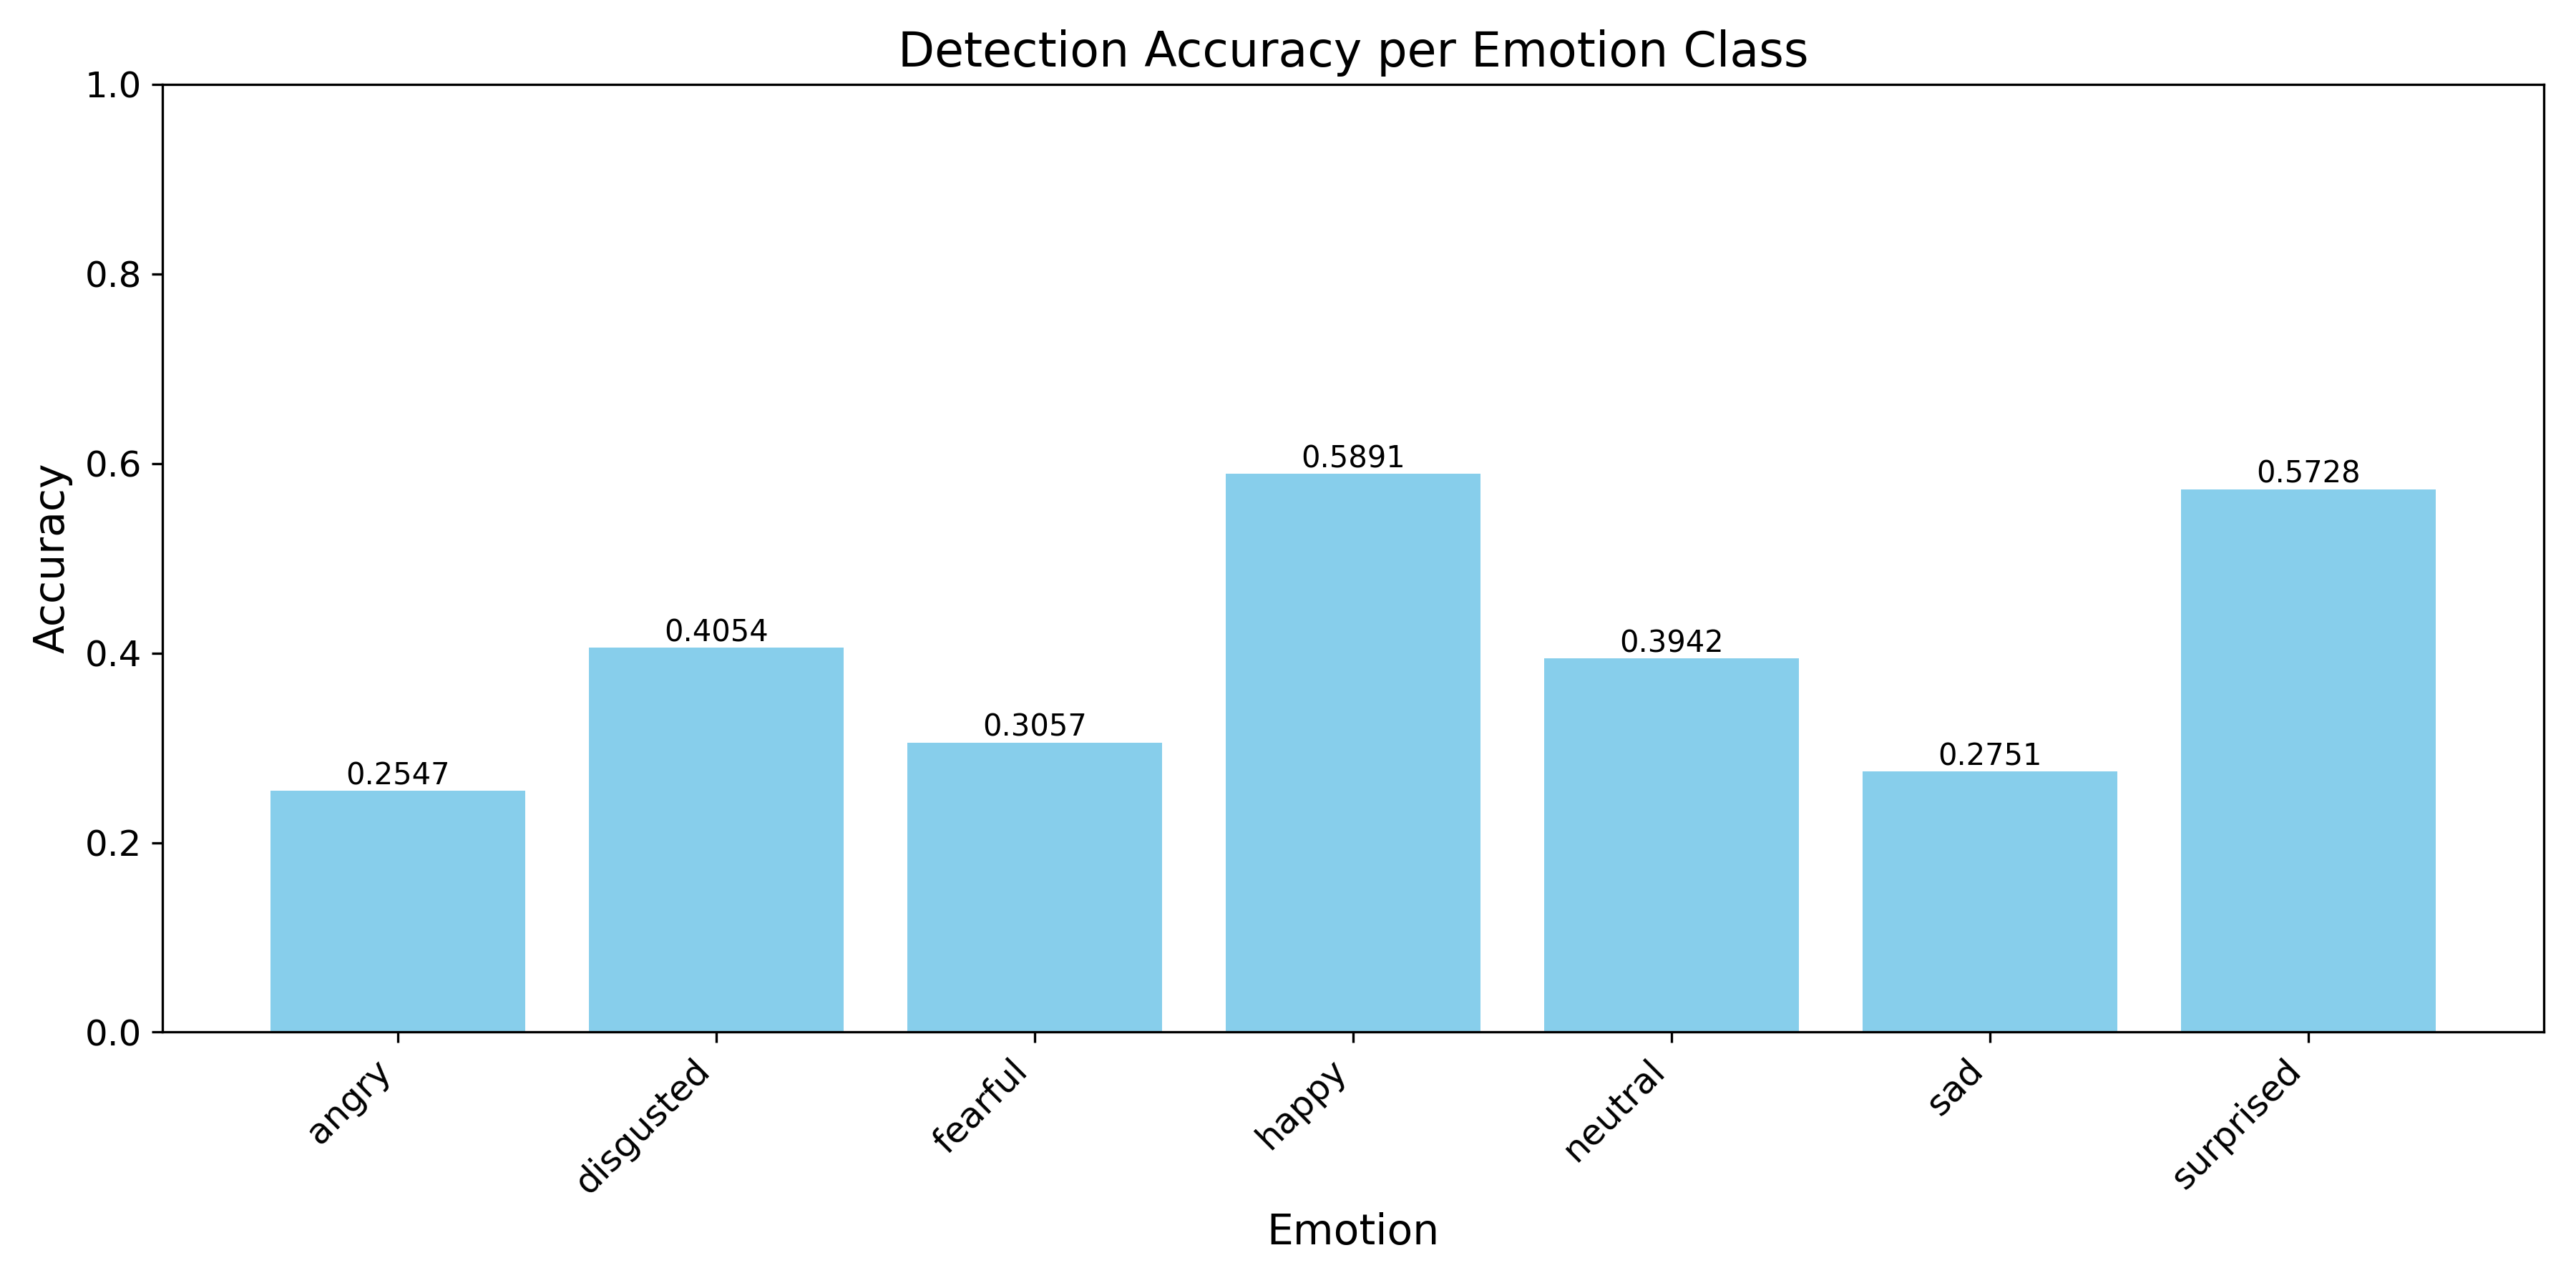 Detection Accuracy per Emotion Class
1.0
0.8
0.6
0.4
0.2
0.0
Accuracy
0.2547
0.4054
0.3057
0.5891
0.3942
0.2751
0.5728
angry
disgusted
fearful
happy
neutral
sad
surprised
Emotion